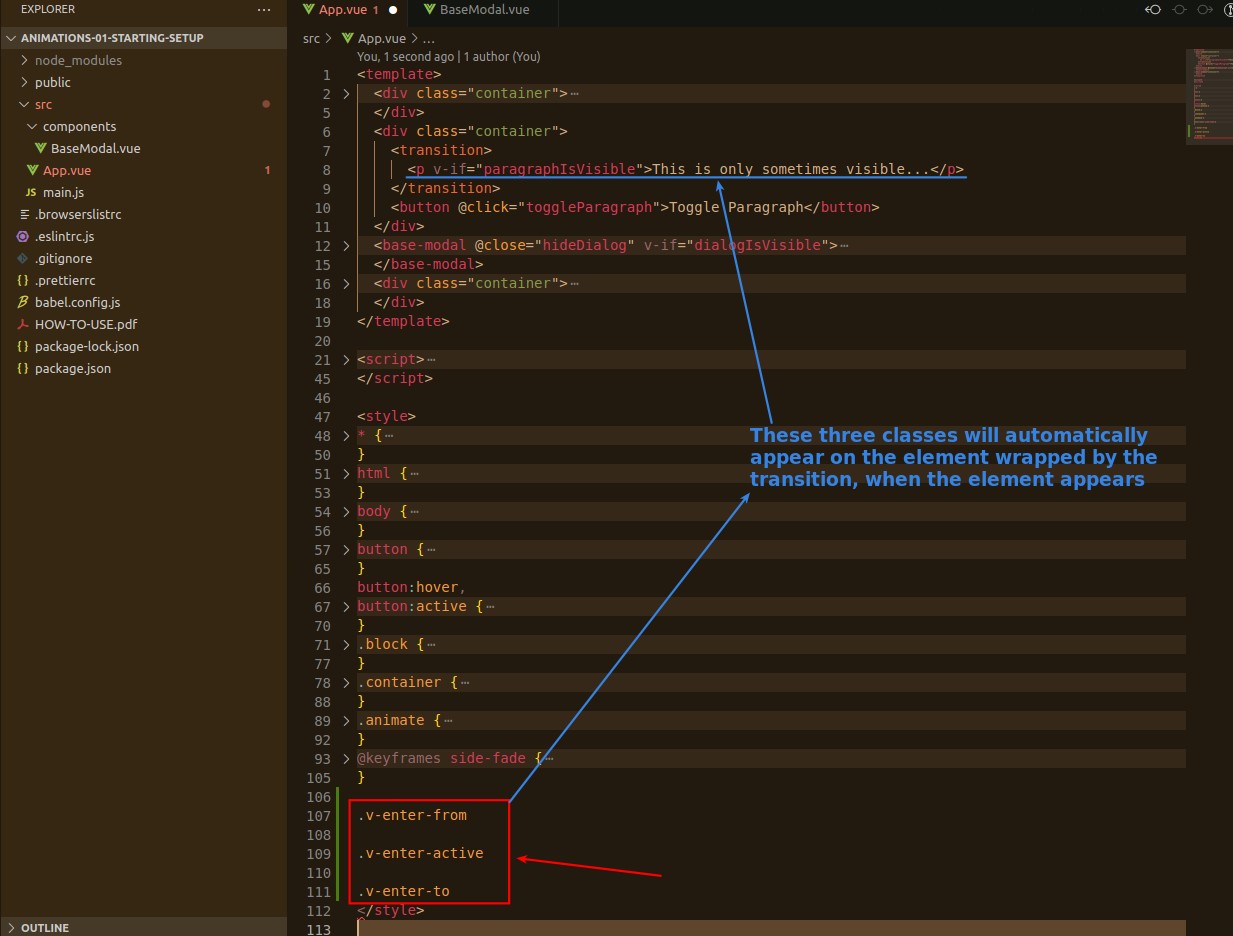 EXPLORER ...
ANIMATIONS-01-STARTING-SETUP
node_modules
public
src
components
BaseModal.vue
App.vue 1
JS main.js
.browserslistrc
.eslintrc.js
.gitignore
{} .prettierrc
babel.config.js
HOW-TO-USE.pdf
{} package-lock.json
{} package.json
OUTLINE
App.vue 1
BaseModal.vue
src > App.vue > ...
You, 1 second ago | 1 author (You)
1 <template>
2 <div class="container">...
5 </div>
6 <div class="container">
7 <transition>
8 <p v-if="paragraphIsVisible">This is only sometimes visible...</p>
9 </transition>
10 <button @click="toggleParagraph">Toggle Paragraph</button>
11 </div>
12 <base-modal @close="hideDialog" v-if="dialogIsVisible">...
15 </base-modal>
16 <div class="container">...
18 </div>
19 </template>
20
21 <script>...
45 </script>
46
47 <style>
48 * {...
50 }
51 html {...
53 }
54 body {...
56 }
57 button {...
65 }
66 button:hover,
67 button:active {...
70 }
71 .block {...
77 }
78 .container {...
88 }
89 .animate {...
92 }
93 @keyframes side-fade {...
105 }
106
107 .v-enter-from
108
109 .v-enter-active
110
111 .v-enter-to
112 </style>
113
These three classes will automatically
appear on the element wrapped by the
transition, when the element appears